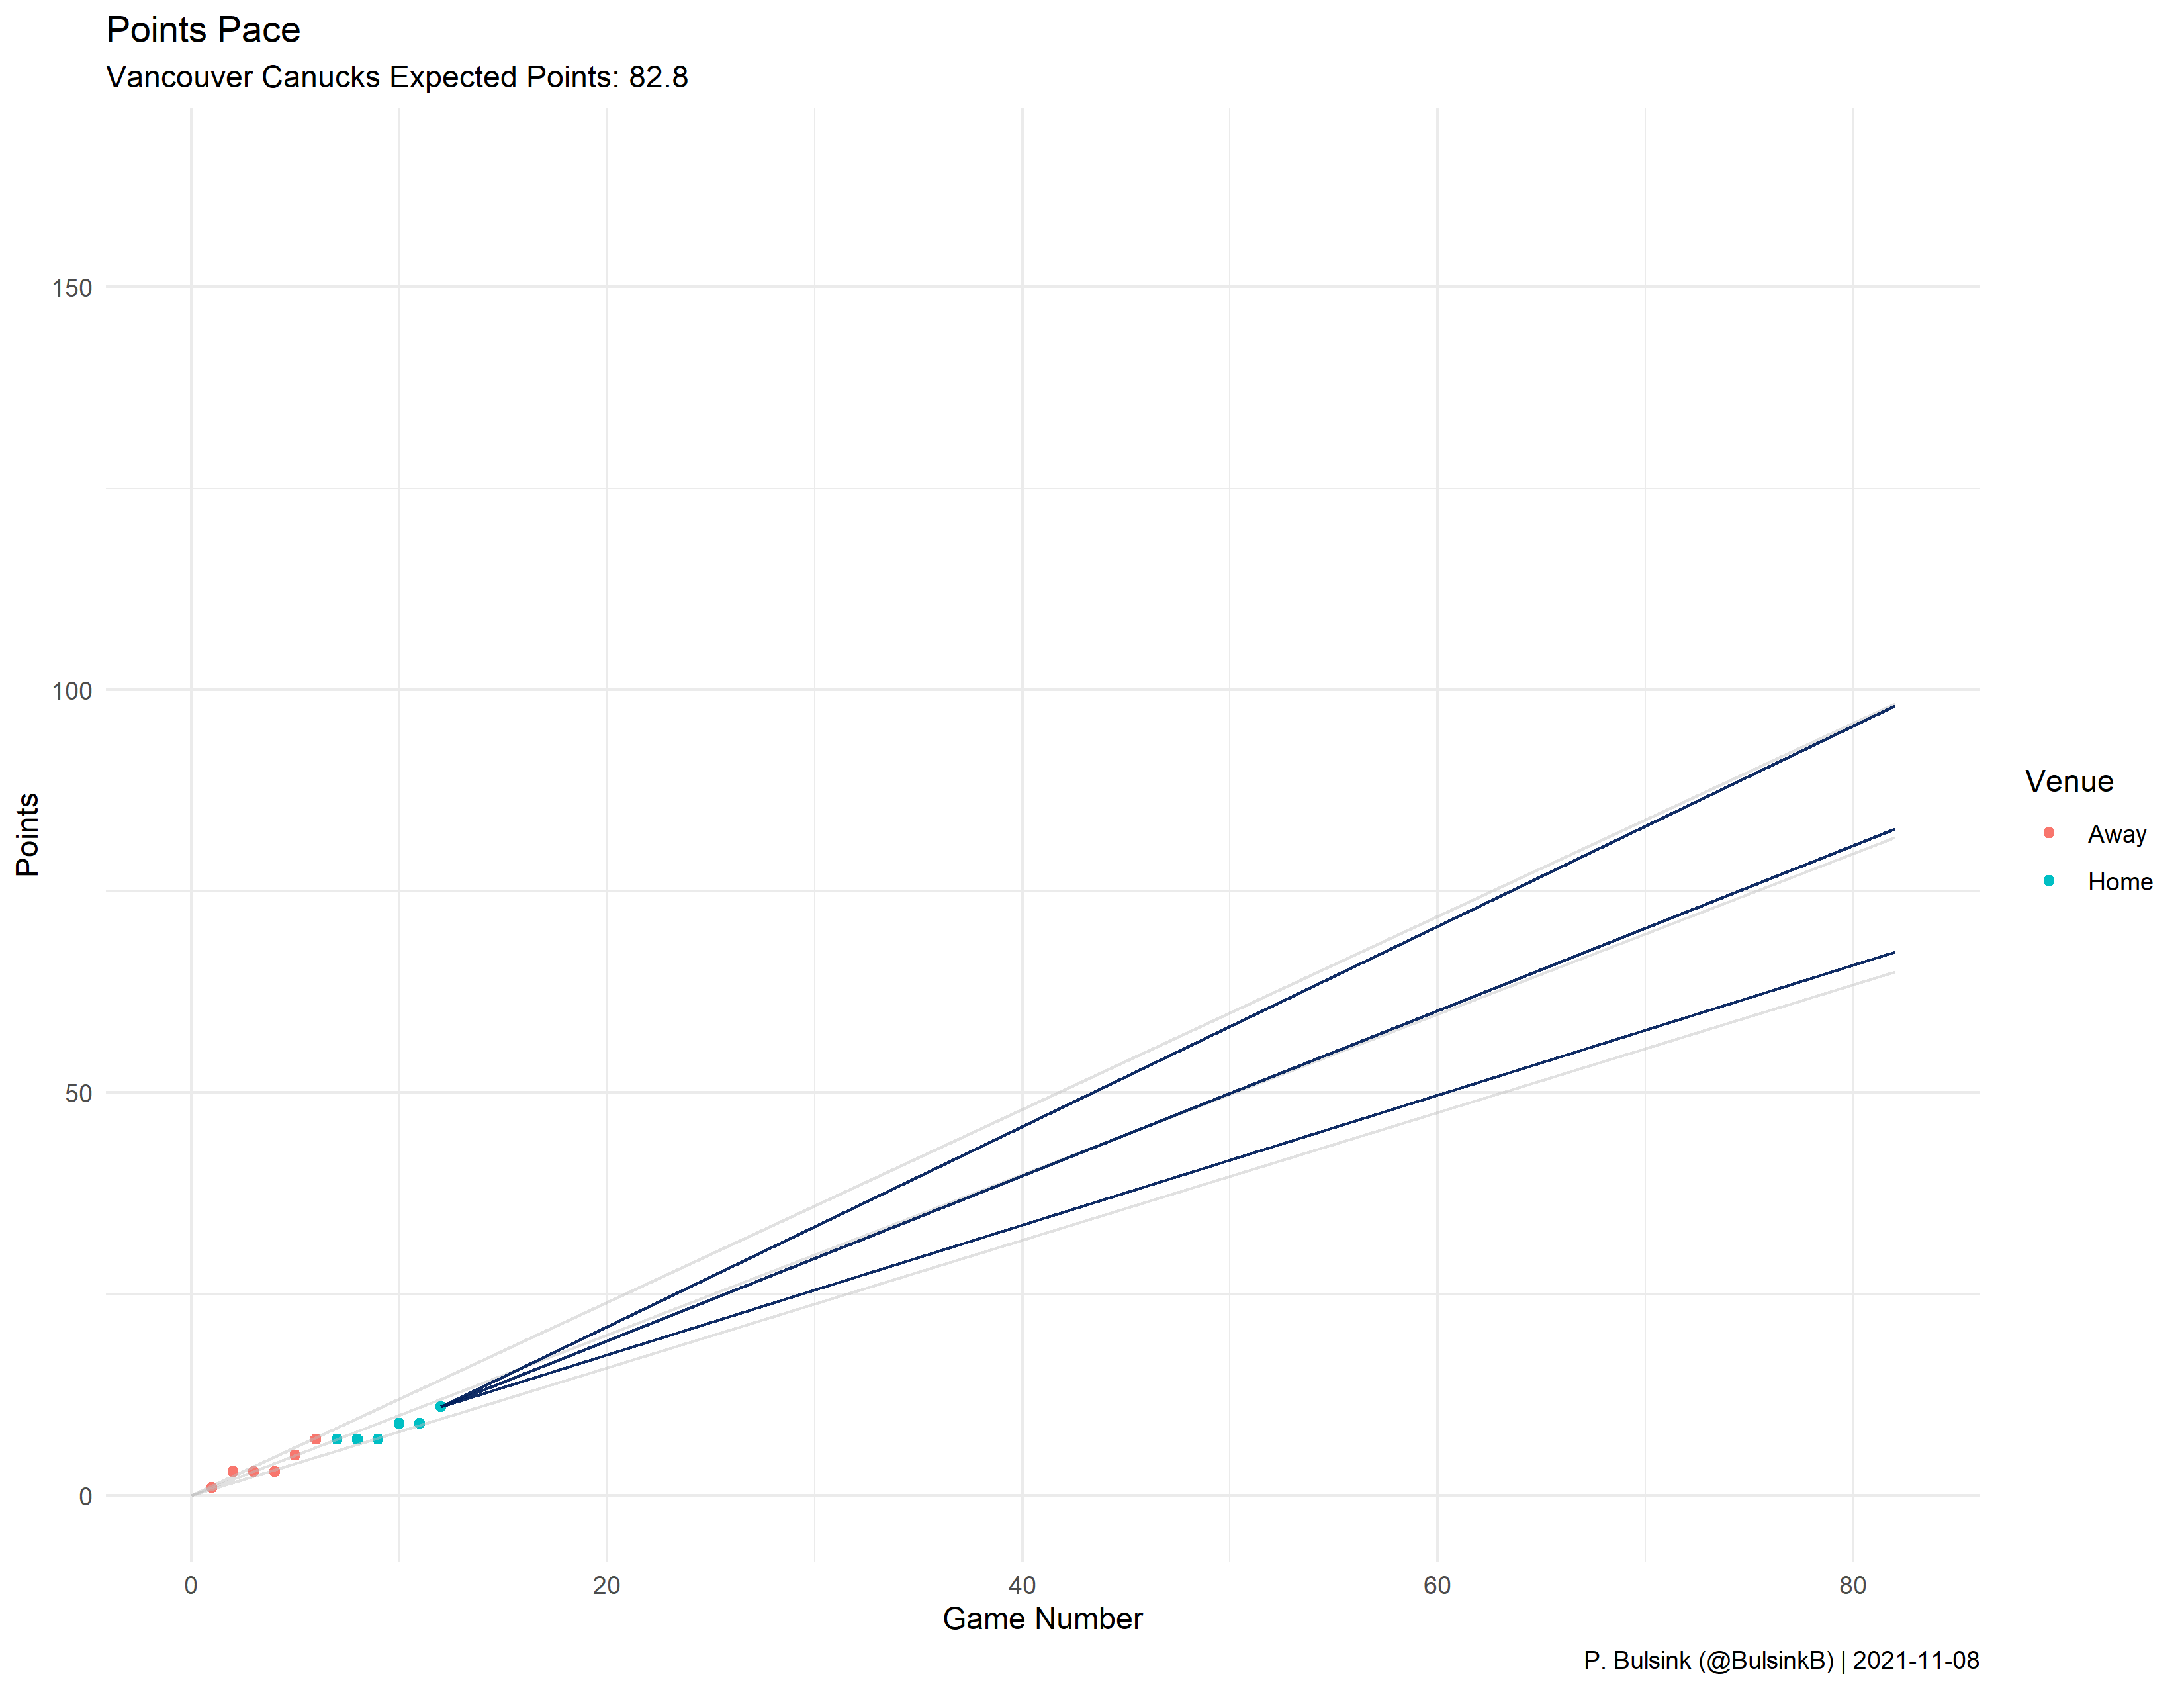 Points Pace
Vancouver Canucks Expected Points: 82.8
150
100
50
0
Points
0 20 40 60 80
Game Number
Venue
Away
Home
P. Bulsink (@BulsinkB) | 2021-11-08